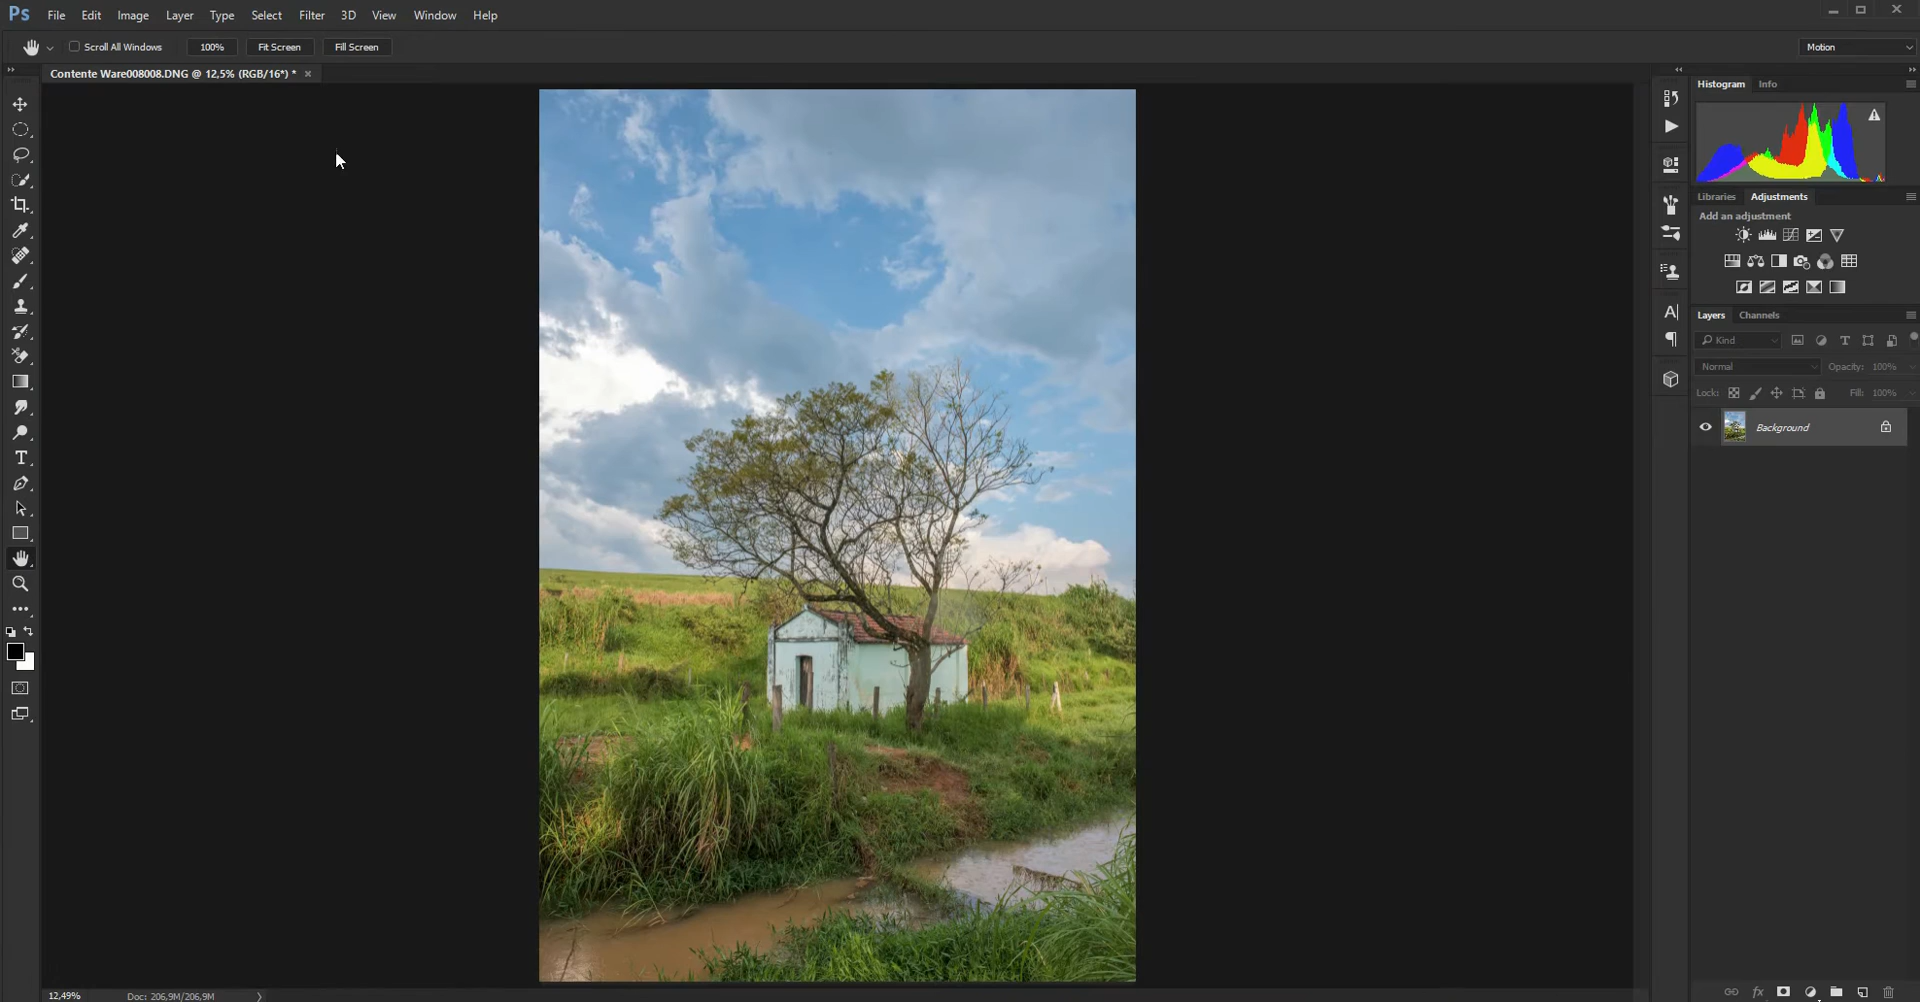 Ps File Edit Image Layer Type Select Filter 3D View Window Help
Scroll All Windows 100% Fit Screen Fill Screen Motion
Contente Ware008008.DNG @ 12,5% (RGB/16*) * ×
Histogram Info
Libraries Adjustments
Add an adjustment
Layers Channels
Kind
Normal Opacity: 100%
Lock: Fill: 100%
Background
12,49% Doc: 206,9M/206,9M